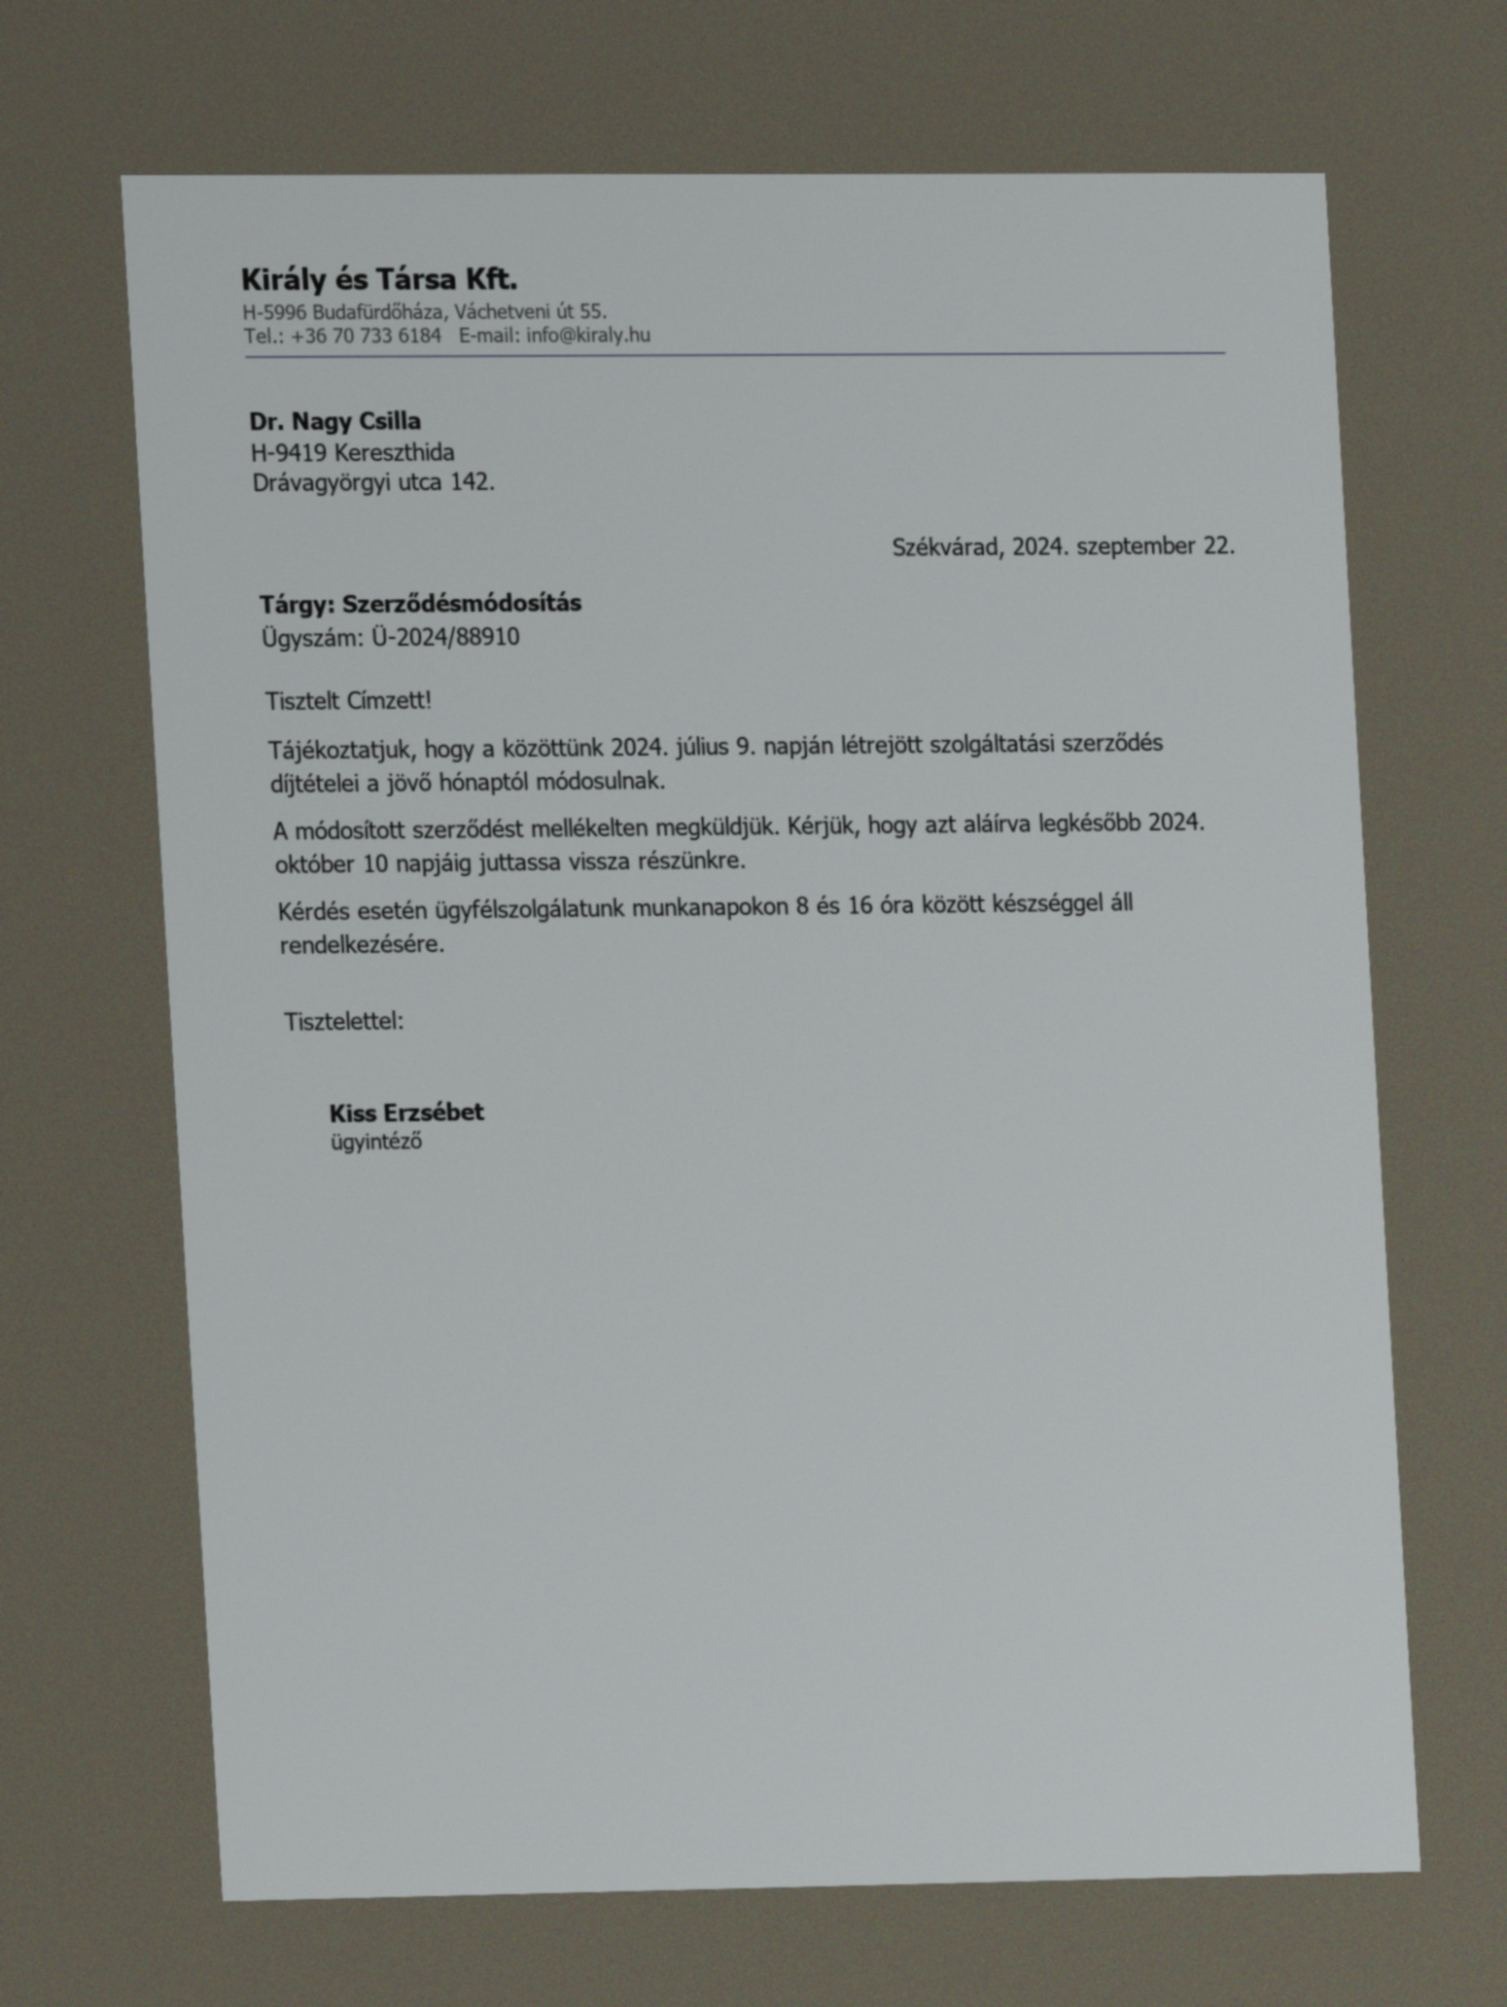 Király és Társa Kft.
H-5996 Budafürdőháza, Váchetveni út 55.
Tel.: +36 70 733 6184 E-mail: info@kiraly.hu
Dr. Nagy Csilla
H-9419 Kereszthida
Drávagyörgyi utca 142.
Székvárad, 2024. szeptember 22.
Tárgy: Szerződésmódosítás
Ügyszám: Ü-2024/88910
Tisztelt Címzett!
Tájékoztatjuk, hogy a közöttünk 2024. július 9. napján létrejött szolgáltatási szerződés
díjtételei a jövő hónaptól módosulnak.
A módosított szerződést mellékelten megküldjük. Kérjük, hogy azt aláírva legkésőbb 2024.
október 10 napjáig juttassa vissza részünkre.
Kérdés esetén ügyfélszolgálatunk munkanapokon 8 és 16 óra között készséggel áll
rendelkezésére.
Tisztelettel:
Kiss Erzsébet
ügyintéző